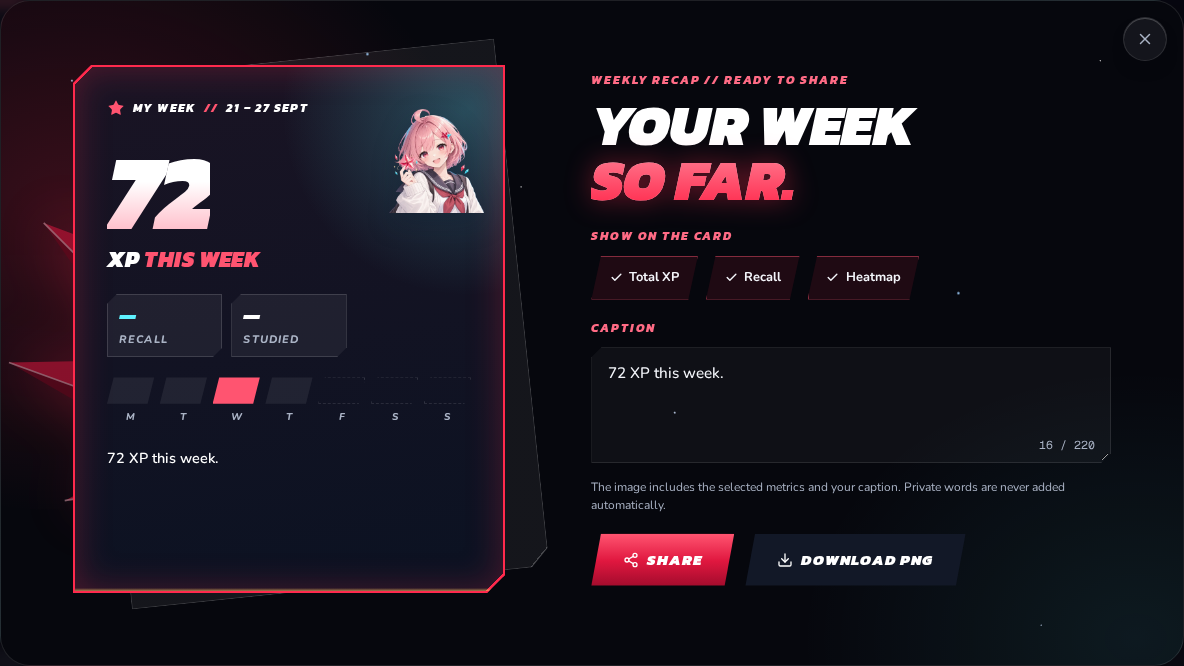 MY WEEK // 21 – 27 SEPT
72
XP THIS WEEK
–
RECALL
–
STUDIED
M T W T F S S
72 XP this week.
WEEKLY RECAP // READY TO SHARE
YOUR WEEK
SO FAR.
SHOW ON THE CARD
Total XP
Recall
Heatmap
CAPTION
72 XP this week.
16 / 220
The image includes the selected metrics and your caption. Private words are never added
automatically.
SHARE
DOWNLOAD PNG